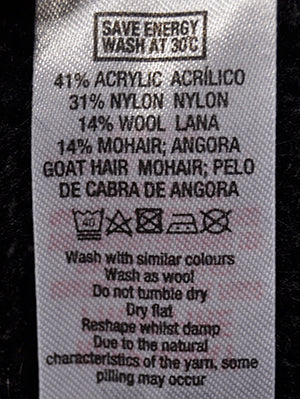 SAVE ENERGY
WASH AT 30°C
41% ACRYLIC ACRÍLICO
31% NYLON NYLON
14% WOOL LANA
14% MOHAIR; ANGORA
GOAT HAIR MOHAIR; PELO
DE CABRA DE ANGORA
40
Wash with similar colours
Wash as wool
Do not tumble dry
Dry flat
Reshape whilst damp
Due to the natural
characteristics of the yarn, some
pilling may occur